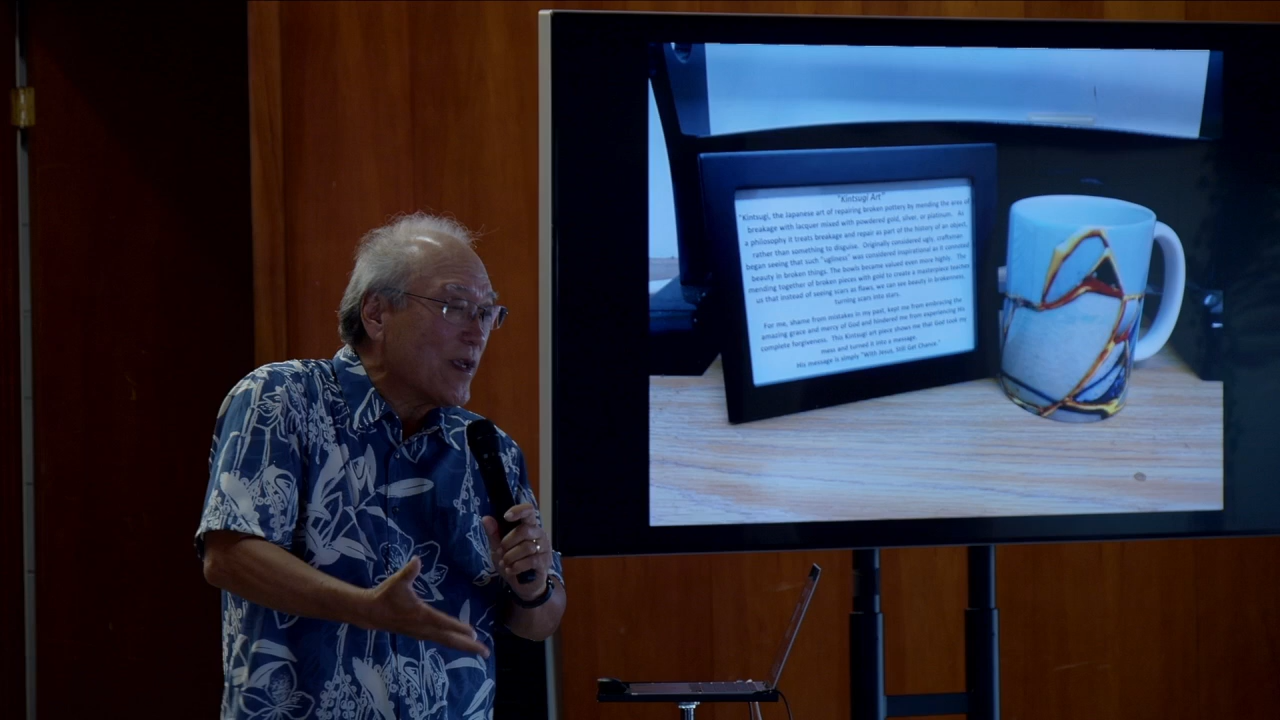 "Kintsugi Art"
"Kintsugi, the Japanese art of repairing broken pottery by mending the area of
breakage with lacquer mixed with powdered gold, silver, or platinum. As
a philosophy it treats breakage and repair as part of the history of an object,
rather than something to disguise. Originally considered ugly, craftsmen
began seeing that such "ugliness" was considered inspirational as it connoted
beauty in broken things. The bowls became valued even more highly. The
mending together of broken pieces with gold to create a masterpiece teaches
us that instead of seeing scars as flaws, we can see beauty in brokenness,
turning scars into stars.
For me, shame from mistakes in my past, kept me from embracing the
amazing grace and mercy of God and hindered me from experiencing His
complete forgiveness. This Kintsugi art piece shows me that God took my
mess and turned it into a message.
His message is simply "With Jesus, Still Get Chance."